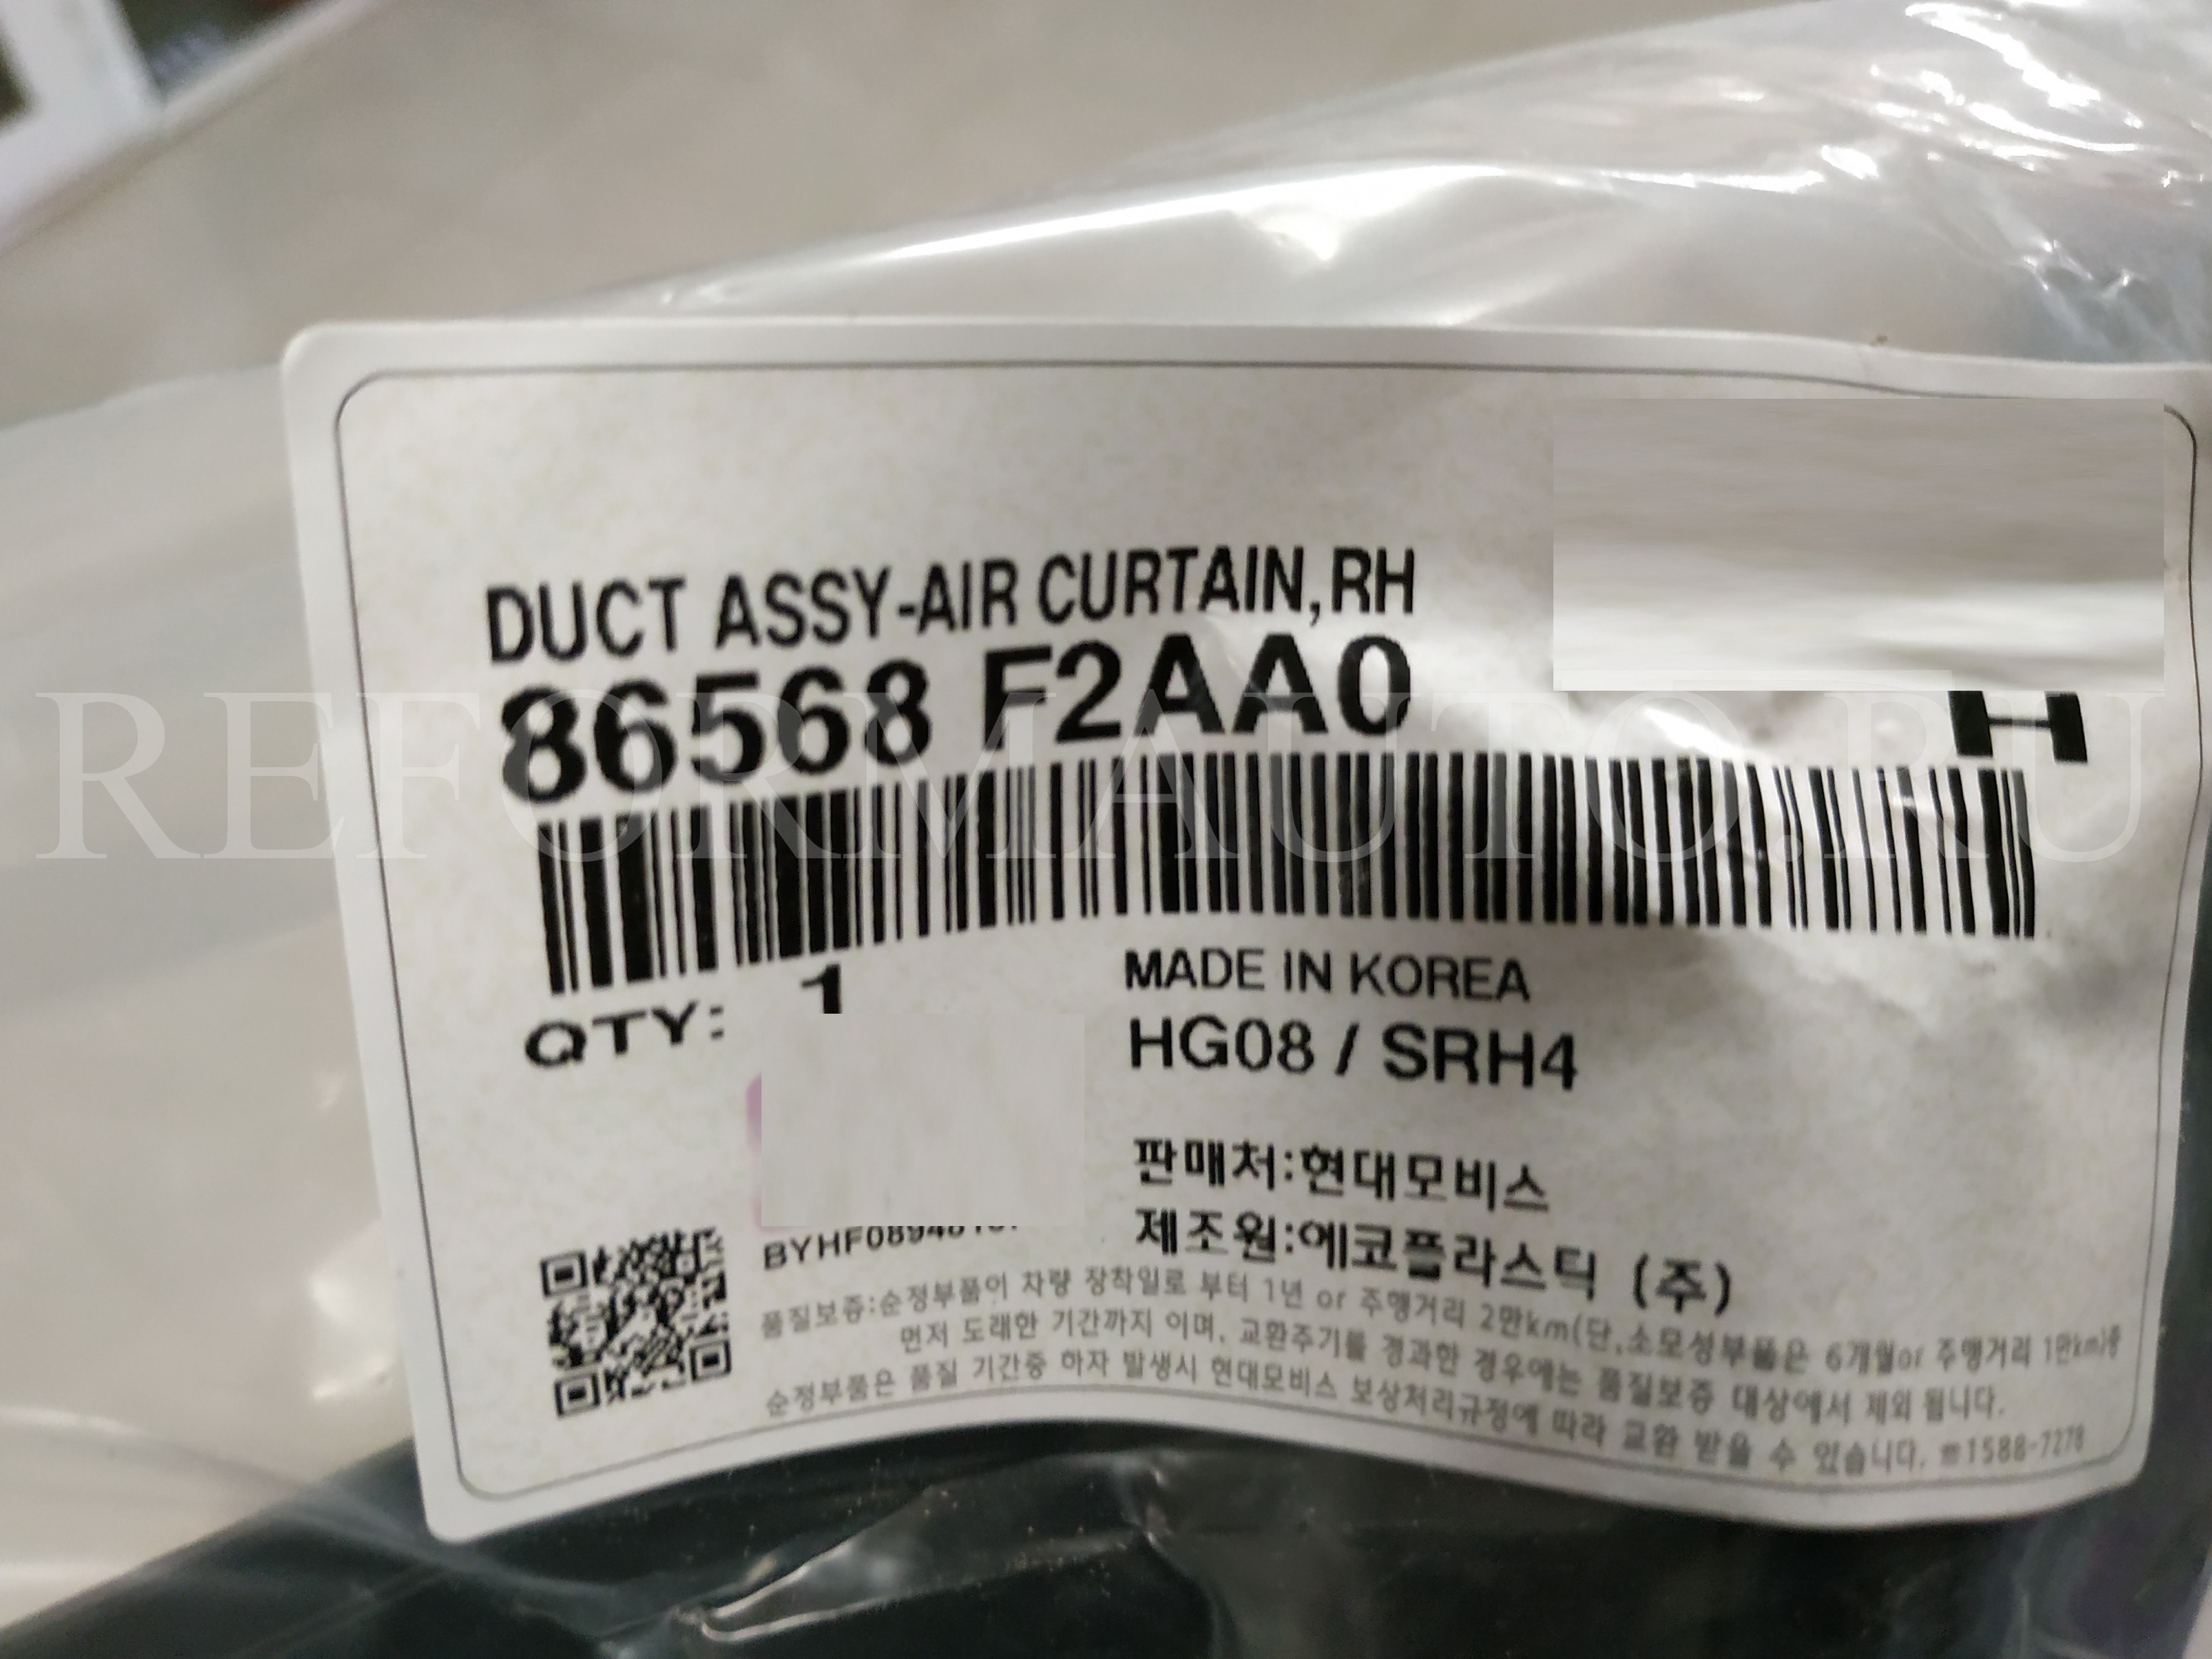 DUCT ASSY-AIR CURTAIN,RH
86568 F2AA0
H
REFORMAUTO.RU
QTY: 1
MADE IN KOREA
HG08 / SRH4
판매처:현대모비스
제조원:에코플라스틱 (주)
품질보증:순정부품이 차량 장착일로 부터 1년 or 주행거리 2만km(단,소모성부품은 6개월or 주행거리 1만km)중
먼저 도래한 기간까지 이며, 교환주기를 경과한 경우에는 품질보증 대상에서 제외 됩니다.
순정부품은 품질 기간중 하자 발생시 현대모비스 보상처리규정에 따라 교환 받을 수 있습니다. ☎1588-7278